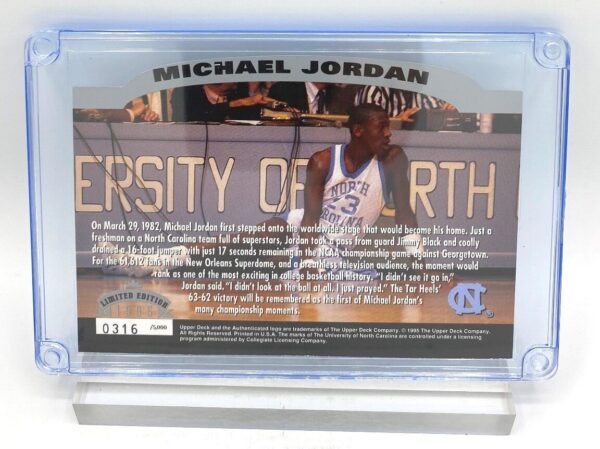 MICHAEL JORDAN
ERSITY OF RTH
NORTH
CAROLINA
23
On March 29, 1982, Michael Jordan first stepped onto the worldwide stage that would become his home. Just a
freshman on a North Carolina team full of superstars, Jordan took a pass from guard Jimmy Black and coolly
drained a 16-foot jumper with just 17 seconds remaining in the NCAA championship game against Georgetown.
For the 61,612 fans in the New Orleans Superdome, and a breathless television audience, the moment would
rank as one of the most exciting in college basketball history. "I didn't see it go in,"
Jordan said. "I didn't look at the ball at all. I just prayed." The Tar Heels'
63-62 victory will be remembered as the first of Michael Jordan's
many championship moments.
LIMITED EDITION
0316 /5,000
NC
Upper Deck and the Authenticated logo are trademarks of The Upper Deck Company. © 1995 The Upper Deck Company.
All Rights Reserved. Printed in U.S.A. The marks of The University of North Carolina are controlled under a licensing
program administered by Collegiate Licensing Company.